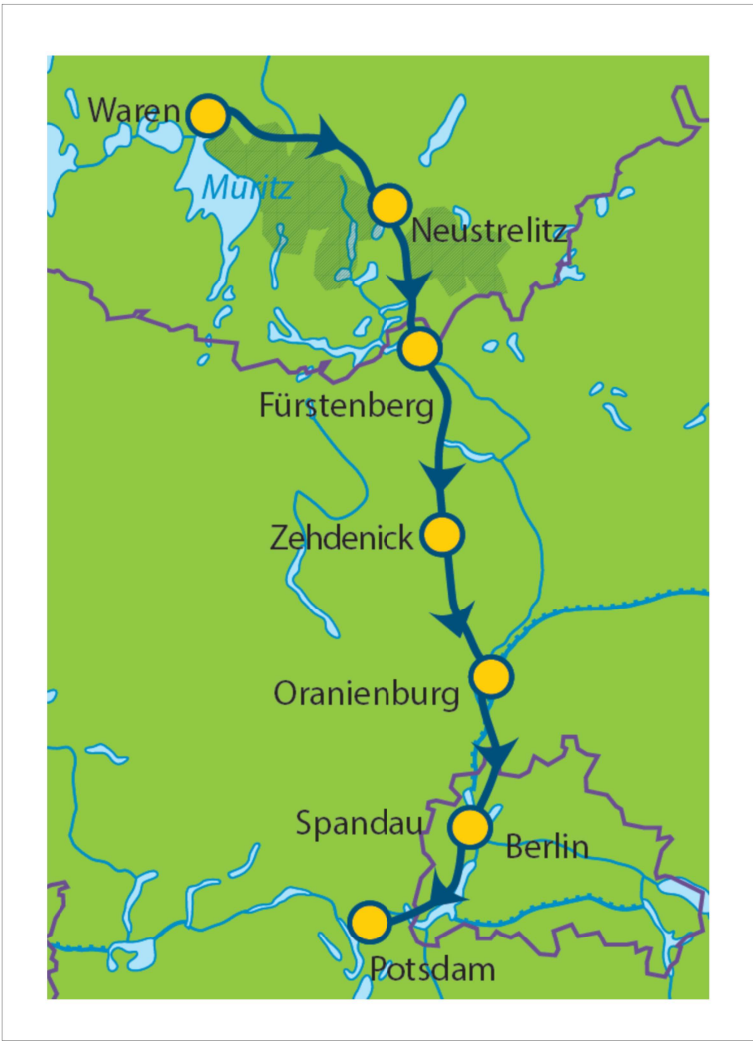 Waren
Müritz
Neustrelitz
Fürstenberg
Zehdenick
Oranienburg
Spandau
Berlin
Potsdam